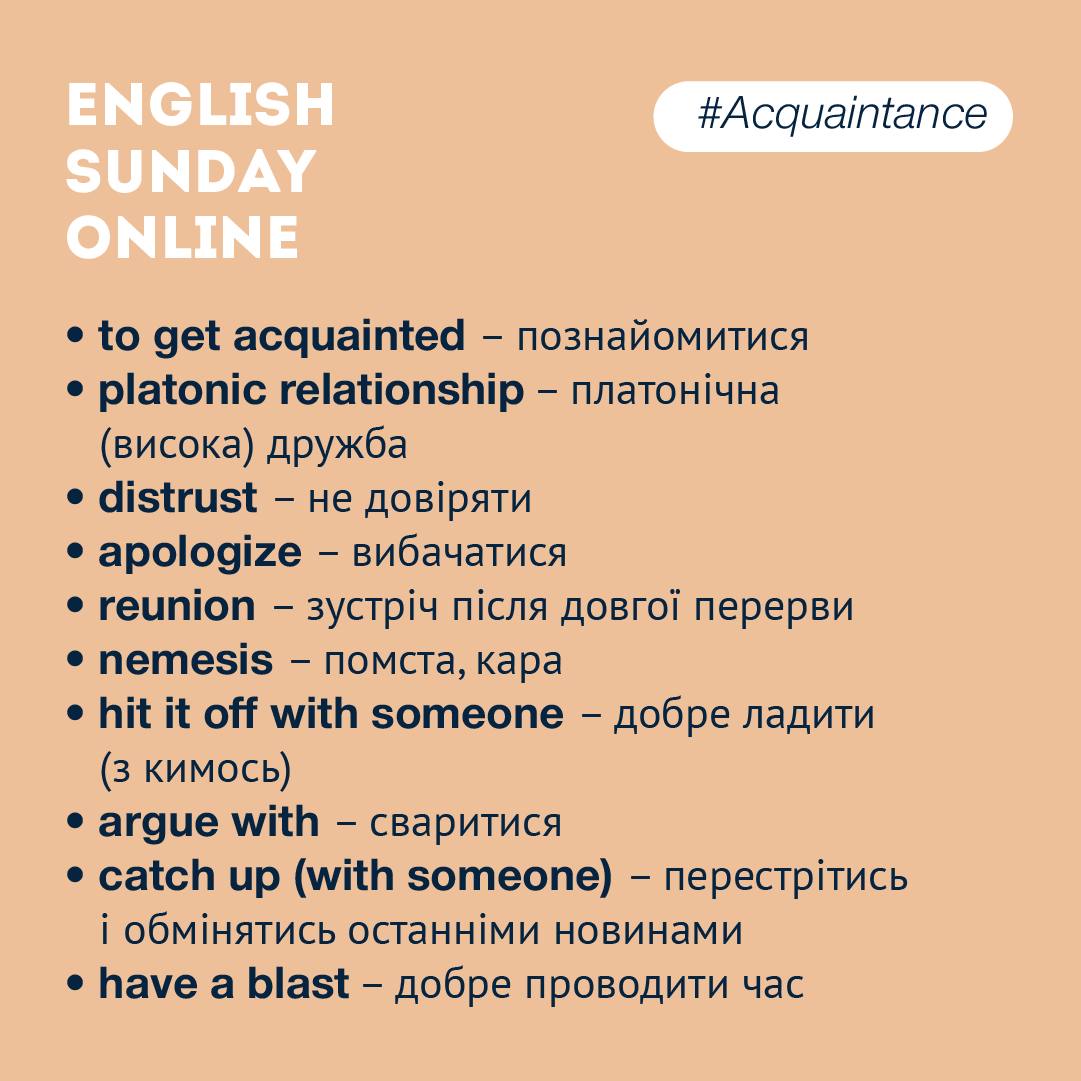 ENGLISH
SUNDAY
ONLINE
#Acquaintance
• to get acquainted – познайомитися
• platonic relationship – платонічна
(висока) дружба
• distrust – не довіряти
• apologize – вибачатися
• reunion – зустріч після довгої перерви
• nemesis – помста, кара
• hit it off with someone – добре ладити
(з кимось)
• argue with – сваритися
• catch up (with someone) – перестрітись
і обмінятись останніми новинами
• have a blast – добре проводити час